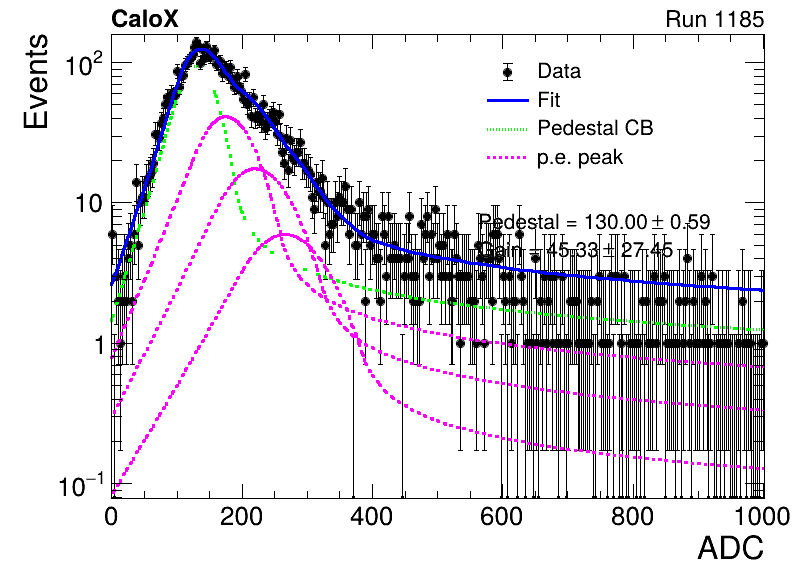 CaloX Run 1185
Events
Data
Fit
Pedestal CB
p.e. peak
Pedestal = 130.00 ± 0.59
Gain = 45.33 ± 27.45
10²
10
1
10⁻¹
0 200 400 600 800 1000
ADC